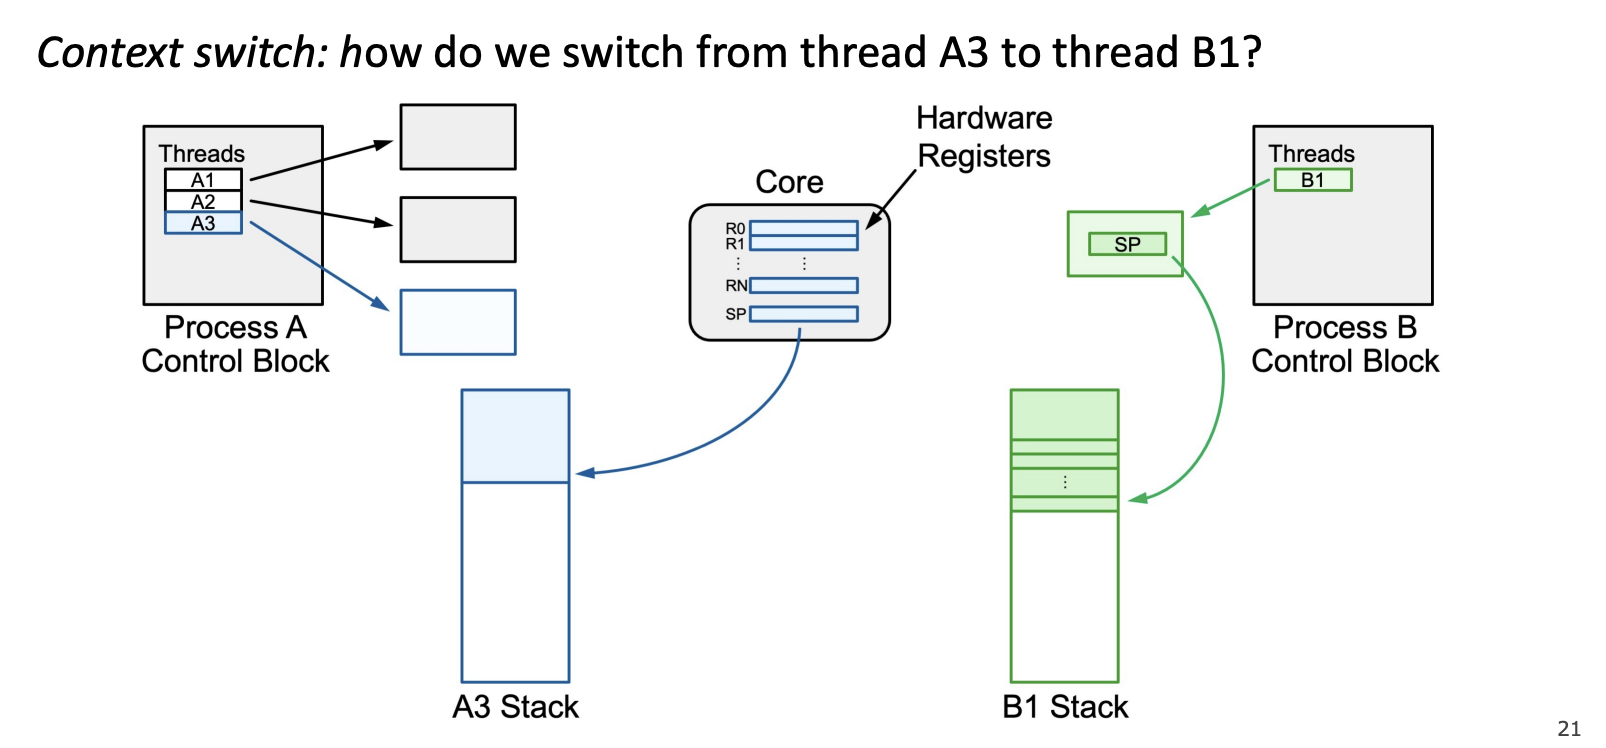 Context switch: how do we switch from thread A3 to thread B1?
Threads
A1
A2
A3
Process A
Control Block
Core
Hardware
Registers
R0
R1
⋮ ⋮
RN
SP
SP
Threads
B1
Process B
Control Block
A3 Stack
⋮
B1 Stack
21